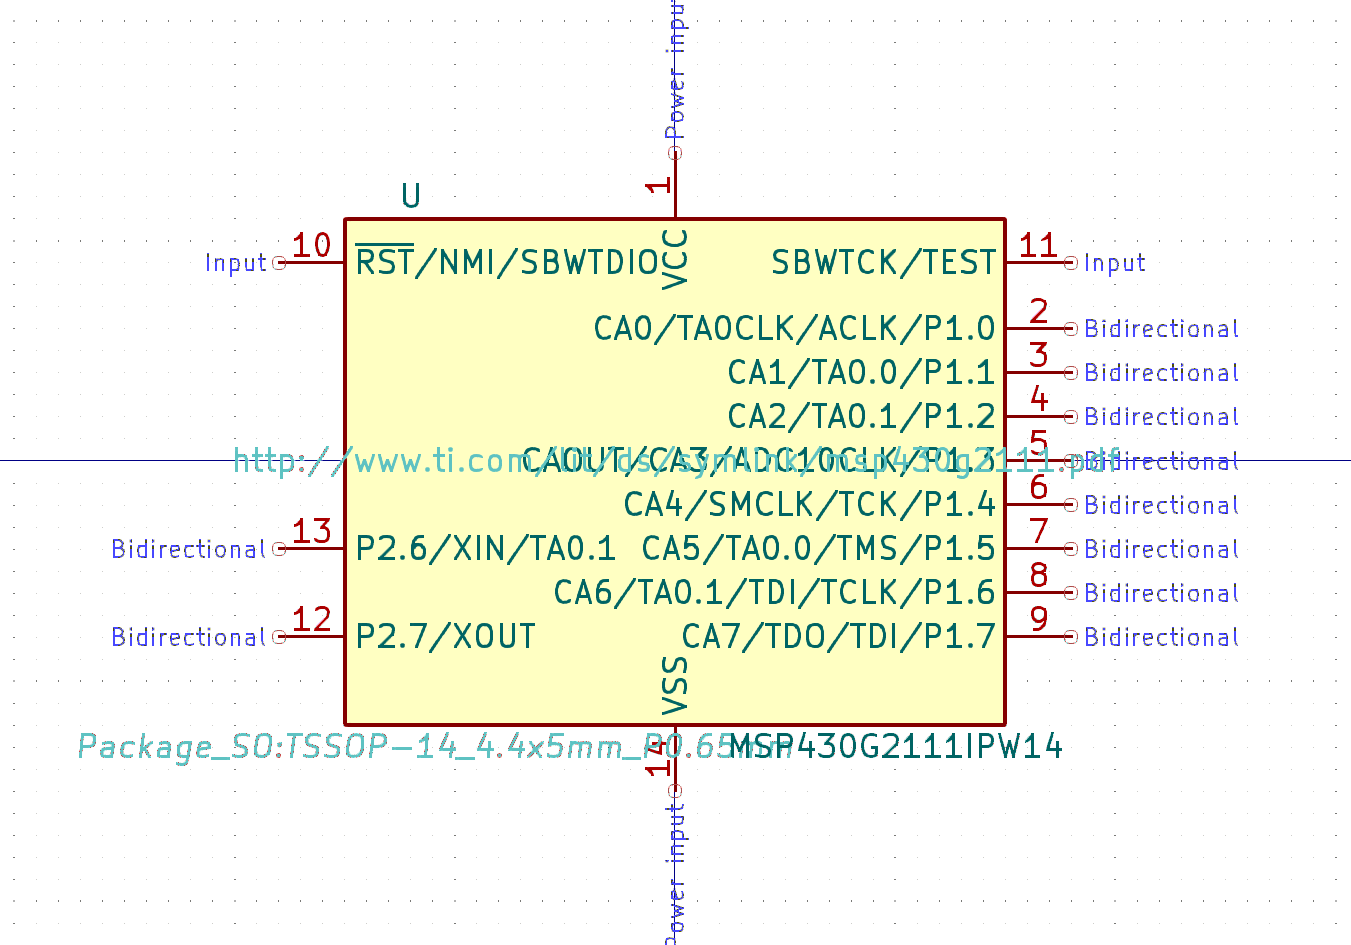 Power input
1
U
10
RST/NMI/SBWTDIO
VCC
SBWTCK/TEST
11
Input
Input
CA0/TA0CLK/ACLK/P1.0
2
Bidirectional
CA1/TA0.0/P1.1
3
Bidirectional
CA2/TA0.1/P1.2
4
Bidirectional
http://www.ti.com/lit/ds/symlink/msp430g2111.pdf
CAOUT/CA3/ADC10CLK/P1.3
5
Bidirectional
CA4/SMCLK/TCK/P1.4
6
Bidirectional
Bidirectional
13
P2.6/XIN/TA0.1
CA5/TA0.0/TMS/P1.5
7
Bidirectional
CA6/TA0.1/TDI/TCLK/P1.6
8
Bidirectional
Bidirectional
12
P2.7/XOUT
CA7/TDO/TDI/P1.7
9
Bidirectional
VSS
Package_SO:TSSOP-14_4.4x5mm_P0.65mm
MSP430G2111IPW14
14
Power input